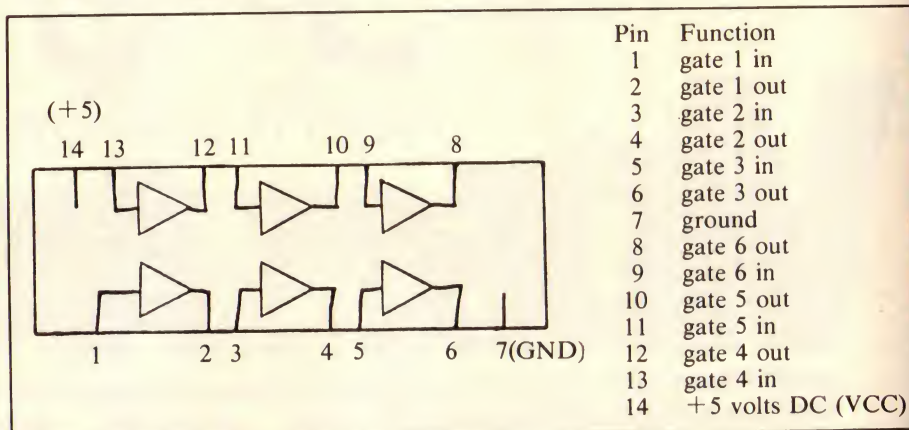 (+5)
14 13 12 11 10 9 8
1 2 3 4 5 6 7(GND)
Pin Function
1 gate 1 in
2 gate 1 out
3 gate 2 in
4 gate 2 out
5 gate 3 in
6 gate 3 out
7 ground
8 gate 6 out
9 gate 6 in
10 gate 5 out
11 gate 5 in
12 gate 4 out
13 gate 4 in
14 +5 volts DC (VCC)